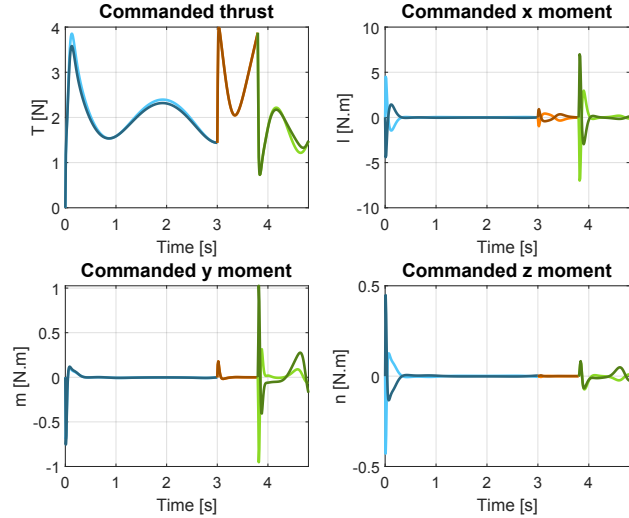 Commanded thrust
T [N]
4
3
2
1
0
0 1 2 3 4
Time [s]
Commanded x moment
l [N.m]
10
5
0
-5
-10
0 1 2 3 4
Time [s]
Commanded y moment
m [N.m]
1
0.5
0
-0.5
-1
0 1 2 3 4
Time [s]
Commanded z moment
n [N.m]
0.5
0
-0.5
0 1 2 3 4
Time [s]